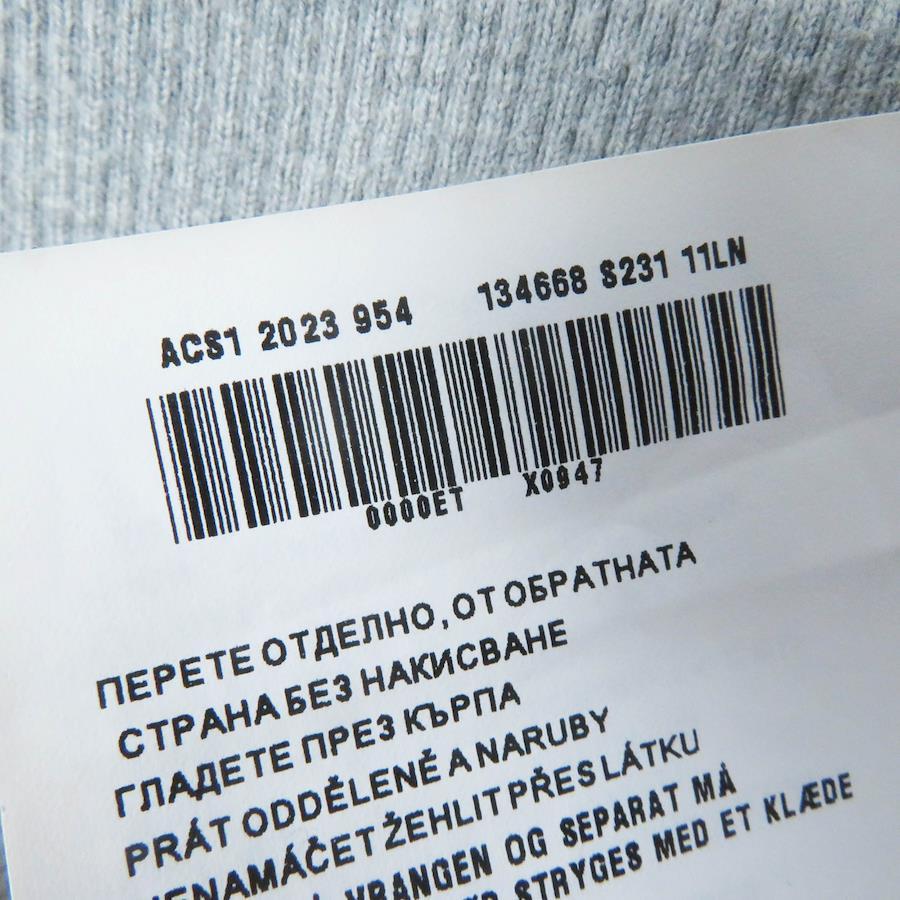 ACS1 2023 954 134668 S231 11LN
0000ET X0947
ПЕРЕТЕ ОТДЕЛНО, ОТ ОБРАТНАТА
СТРАНА БЕЗ НАКИСВАНЕ
ГЛАДЕТЕ ПРЕЗ КЪРПА
PRÁT ODDĚLENĚ A NARUBY
NENAMÁČET ŽEHLIT PŘES LÁTKU
VRANGEN OG SEPARAT MÅ
STRYGES MED ET KLÆDE